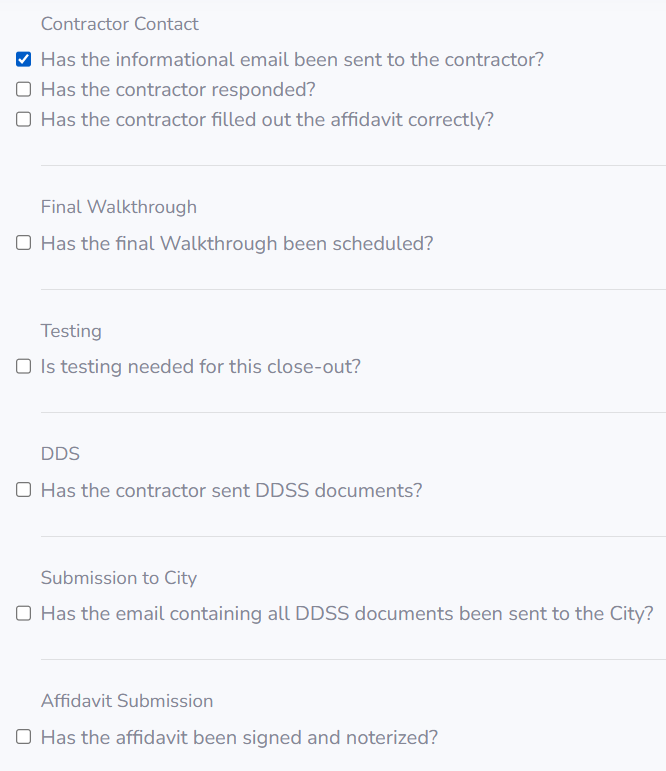 Contractor Contact
Has the informational email been sent to the contractor?
Has the contractor responded?
Has the contractor filled out the affidavit correctly?
Final Walkthrough
Has the final Walkthrough been scheduled?
Testing
Is testing needed for this close-out?
DDS
Has the contractor sent DDSS documents?
Submission to City
Has the email containing all DDSS documents been sent to the City?
Affidavit Submission
Has the affidavit been signed and noterized?